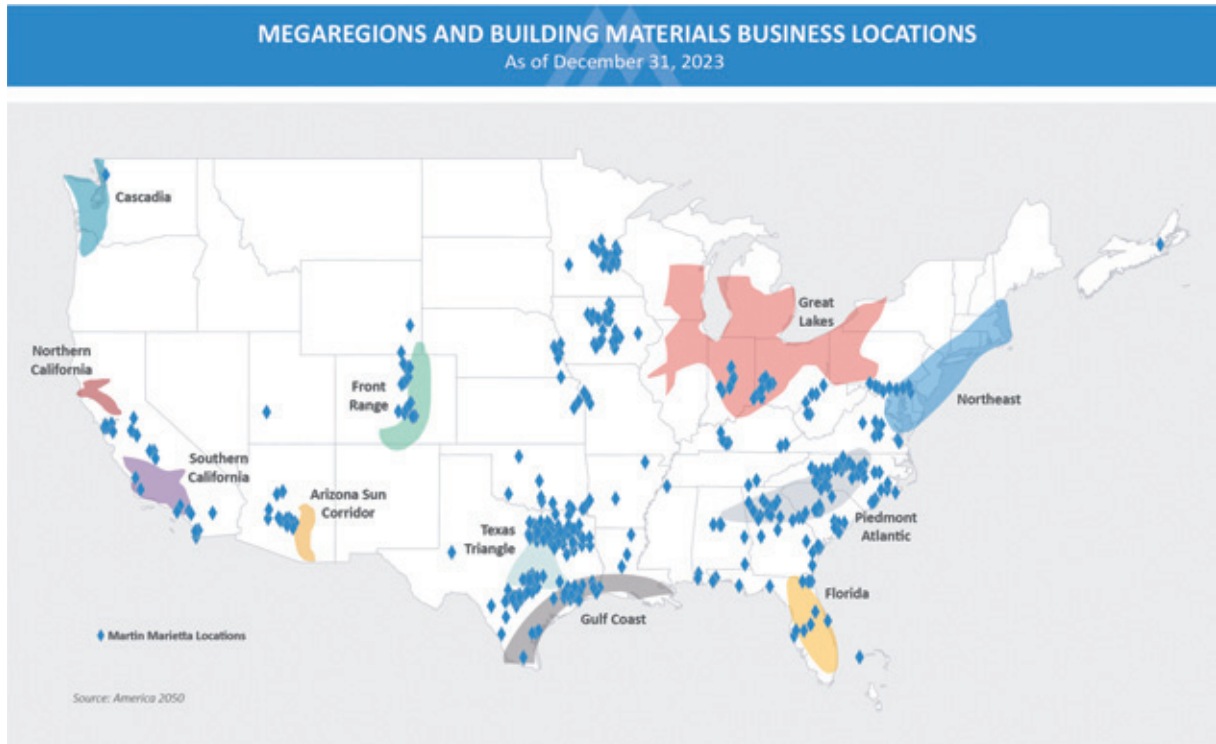 MEGAREGIONS AND BUILDING MATERIALS BUSINESS LOCATIONS
As of December 31, 2023
Cascadia
Great
Lakes
Northern
California
Front
Range
Northeast
Southern
California
Arizona Sun
Corridor
Texas
Triangle
Piedmont
Atlantic
Florida
Gulf Coast
Martin Marietta Locations
Source: America 2050